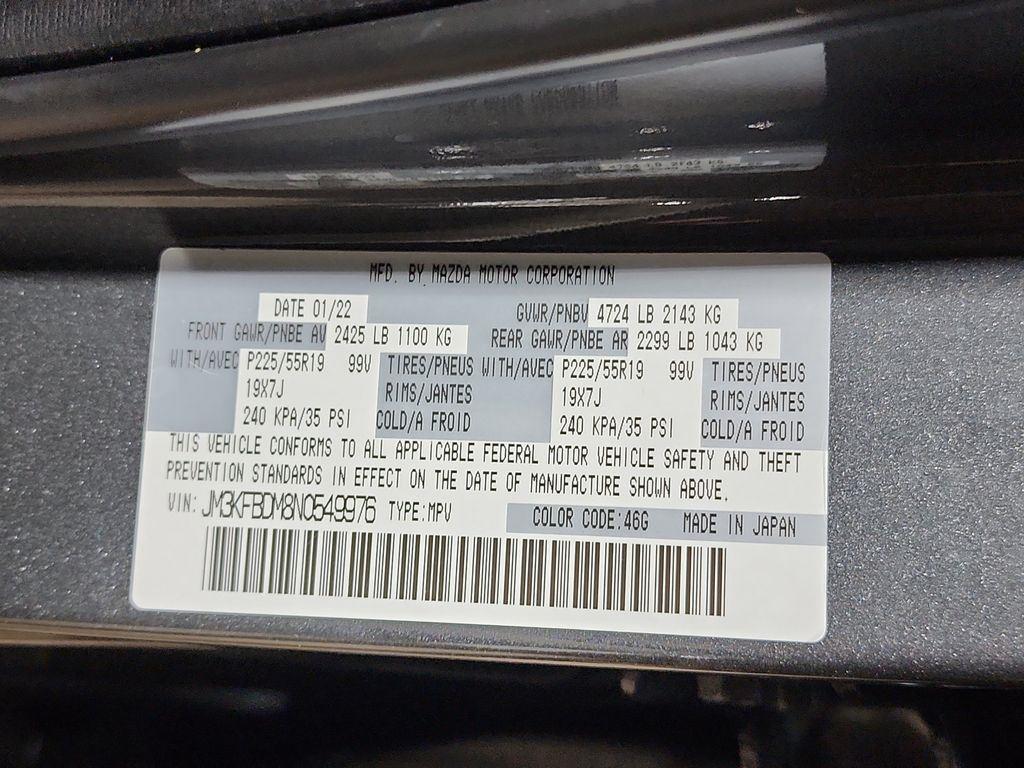 MFD. BY MAZDA MOTOR CORPORATION
DATE 01/22 GVWR/PNBV 4724 LB 2143 KG
FRONT GAWR/PNBE AV 2425 LB 1100 KG REAR GAWR/PNBE AR 2299 LB 1043 KG
WITH/AVEC P225/55R19 99V TIRES/PNEUS WITH/AVEC P225/55R19 99V TIRES/PNEUS
19X7J RIMS/JANTES 19X7J RIMS/JANTES
240 KPA/35 PSI COLD/A FROID 240 KPA/35 PSI COLD/A FROID
THIS VEHICLE CONFORMS TO ALL APPLICABLE FEDERAL MOTOR VEHICLE SAFETY AND THEFT
PREVENTION STANDARDS IN EFFECT ON THE DATE OF MANUFACTURE SHOWN ABOVE.
VIN: JM3KFBDM8N0549976 TYPE:MPV COLOR CODE:46G MADE IN JAPAN